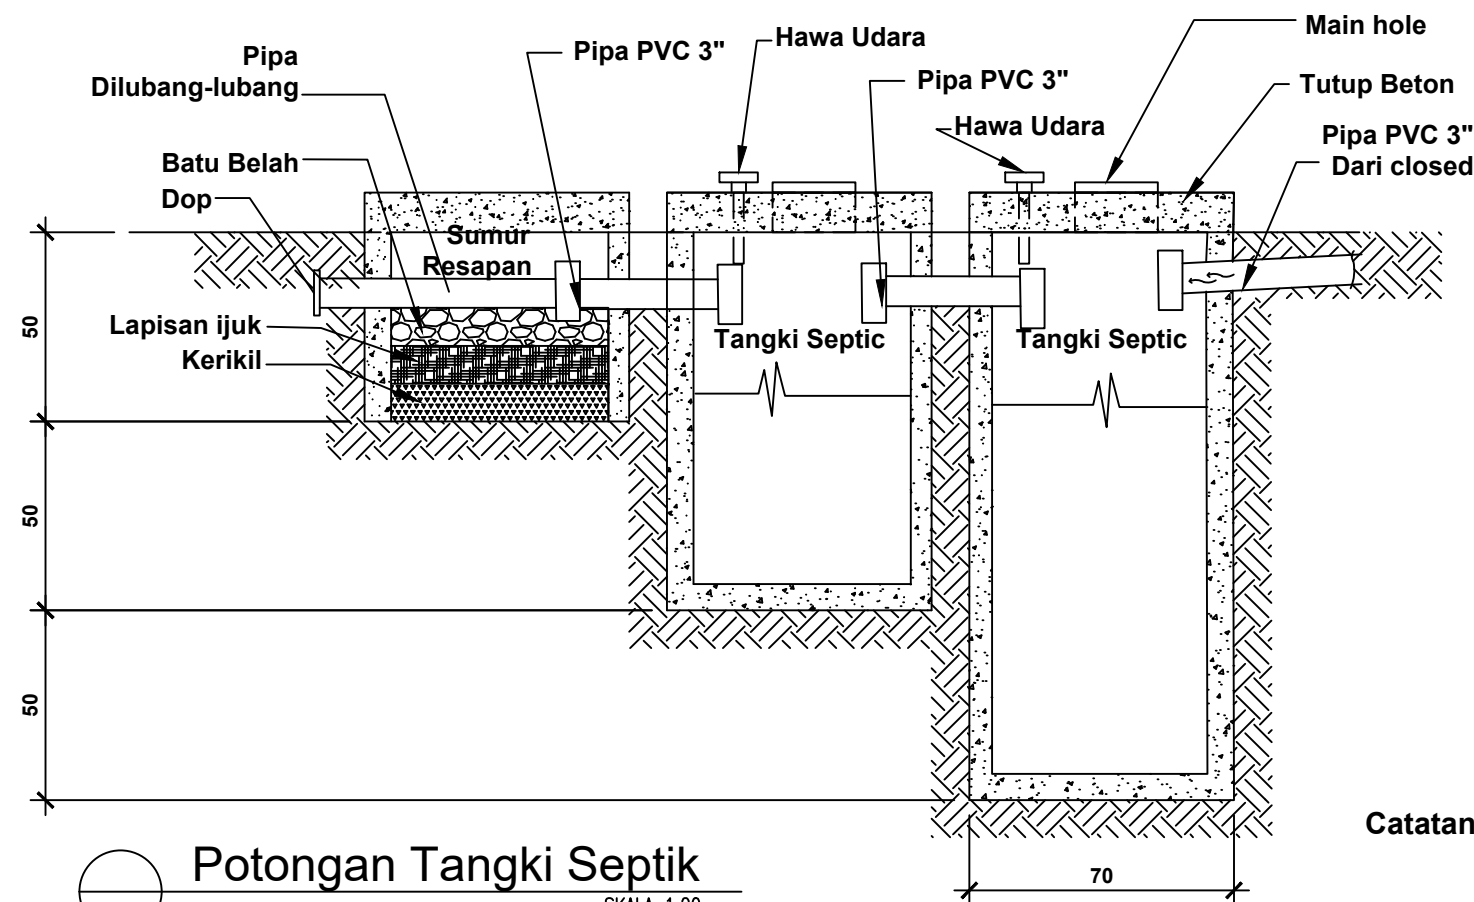 Main hole
Hawa Udara
Pipa PVC 3"
Pipa
Dilubang-lubang
Pipa PVC 3"
Tutup Beton
Hawa Udara
Pipa PVC 3"
Dari closed
Batu Belah
Dop
Sumur
Resapan
Lapisan ijuk
Kerikil
Tangki Septic
Tangki Septic
50
50
50
Catatan
Potongan Tangki Septik
70